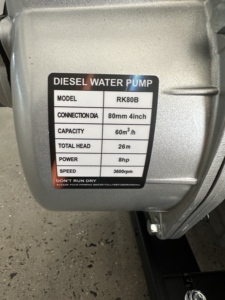 DIESEL WATER PUMP
MODEL RK80B
CONNECTION DIA 80mm 4inch
CAPACITY 60m³/h
TOTAL HEAD 26m
POWER 8hp
SPEED 3600rpm
DON'T RUN DRY